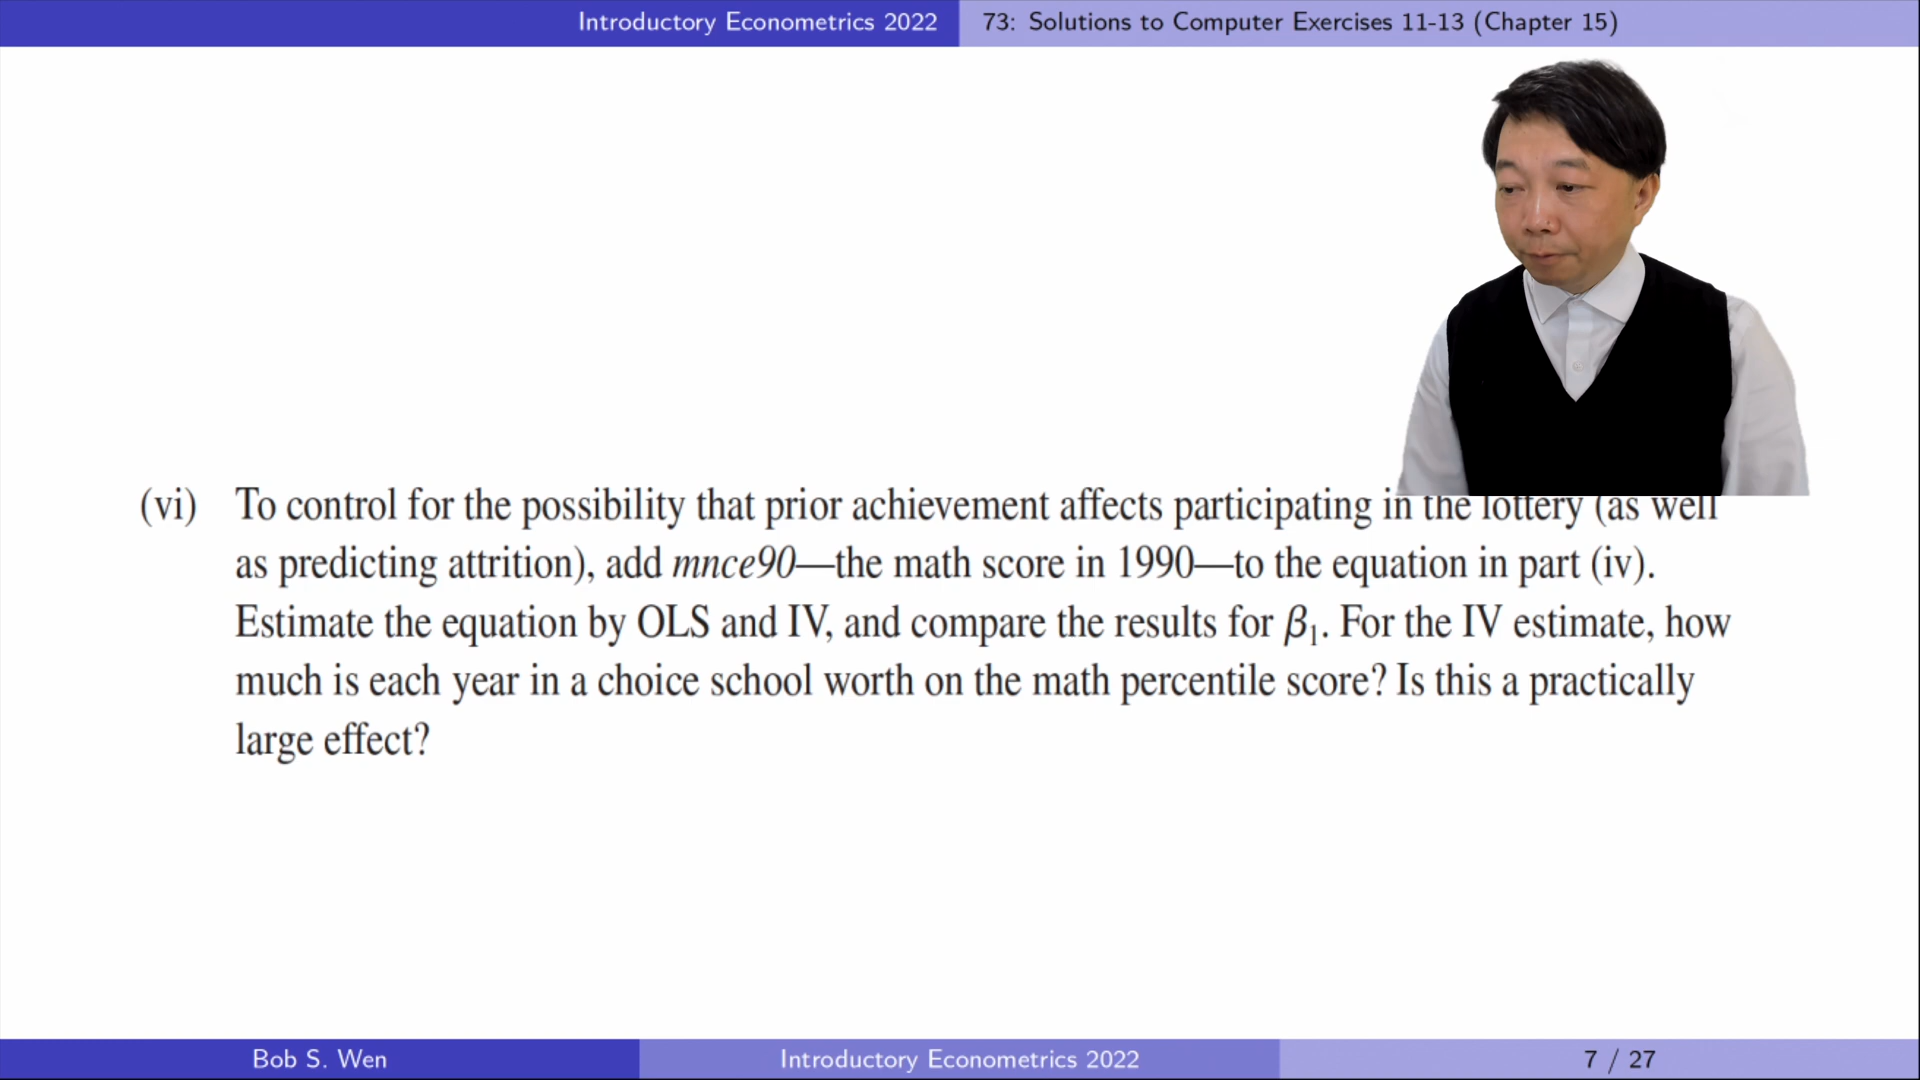 Introductory Econometrics 2022 73: Solutions to Computer Exercises 11-13 (Chapter 15)
(vi) To control for the possibility that prior achievement affects participating in the lottery (as well
as predicting attrition), add mnce90—the math score in 1990—to the equation in part (iv).
Estimate the equation by OLS and IV, and compare the results for β₁. For the IV estimate, how
much is each year in a choice school worth on the math percentile score? Is this a practically
large effect?
Bob S. Wen Introductory Econometrics 2022 7 / 27